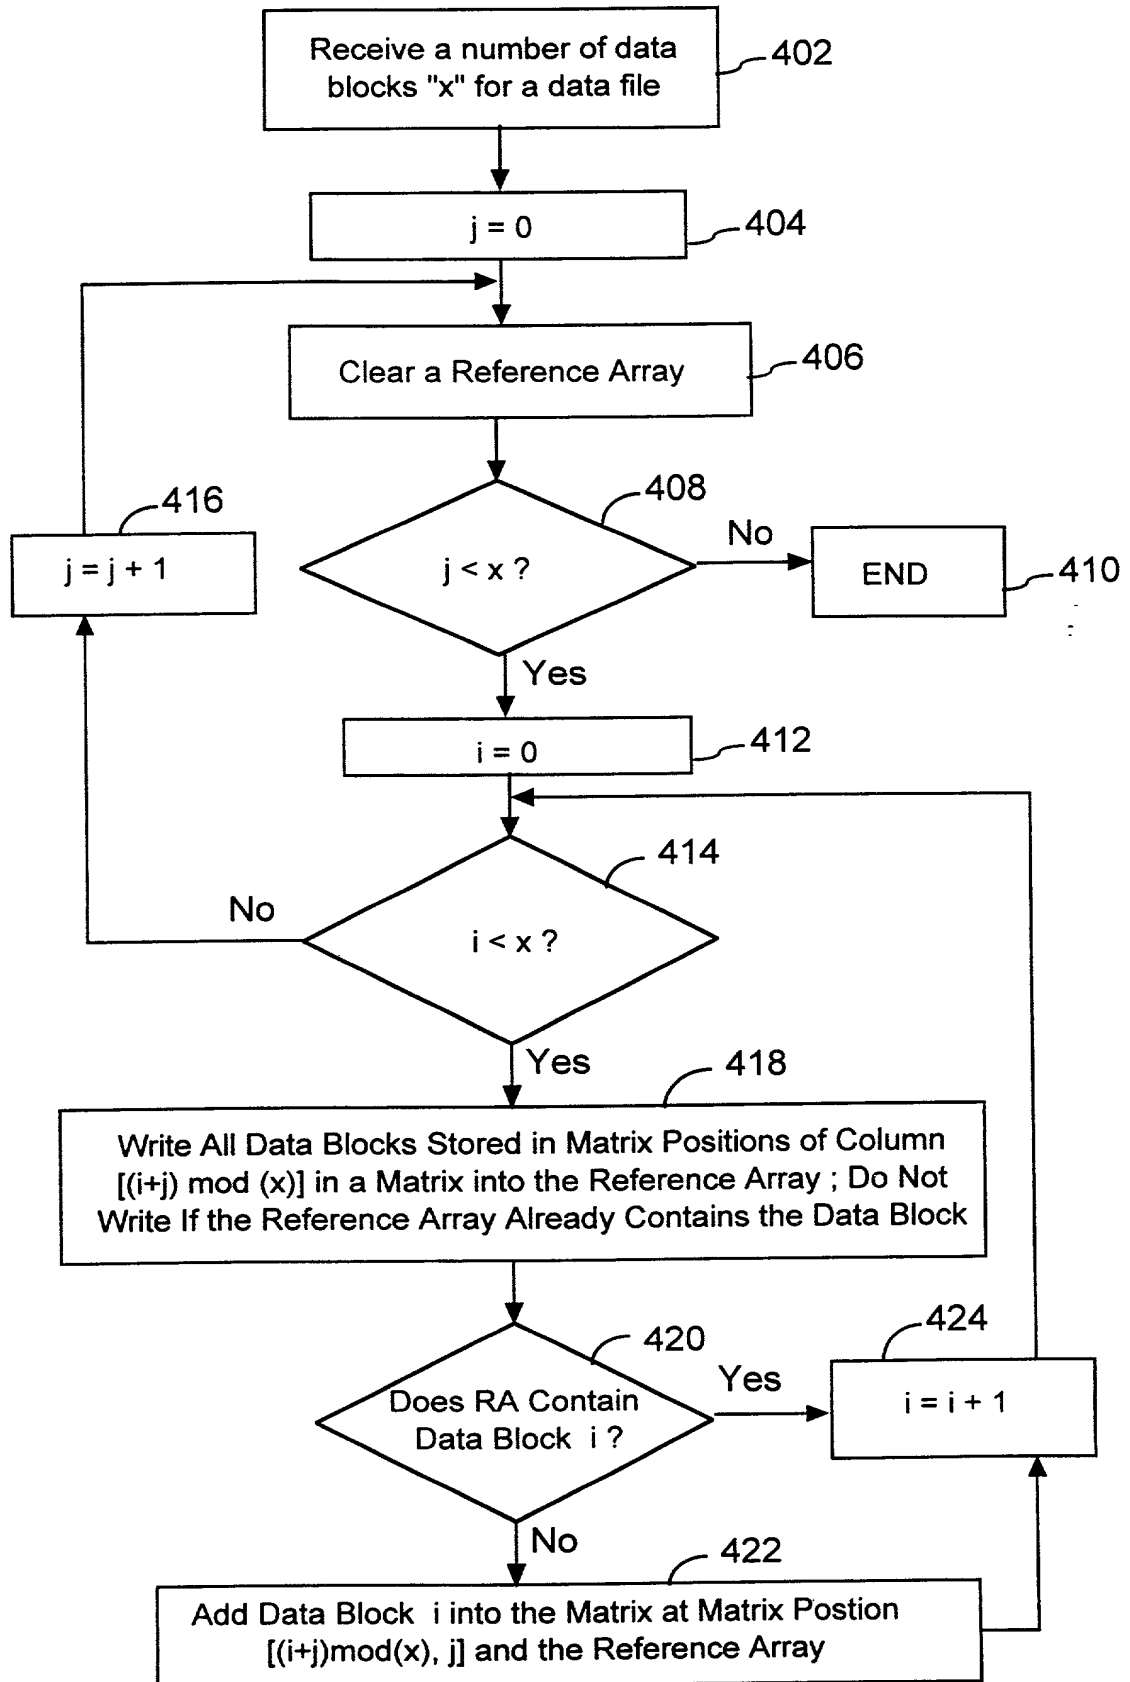 Receive a number of data
blocks "x" for a data file
402
j = 0
404
Clear a Reference Array
406
408
416
j = j + 1
j < x ?
No
END
410
Yes
i = 0
412
414
No
i < x ?
Yes
418
Write All Data Blocks Stored in Matrix Positions of Column
[(i+j) mod (x)] in a Matrix into the Reference Array ; Do Not
Write If the Reference Array Already Contains the Data Block
420
424
Does RA Contain
Data Block i ?
Yes
i = i + 1
No
422
Add Data Block i into the Matrix at Matrix Postion
[(i+j)mod(x), j] and the Reference Array